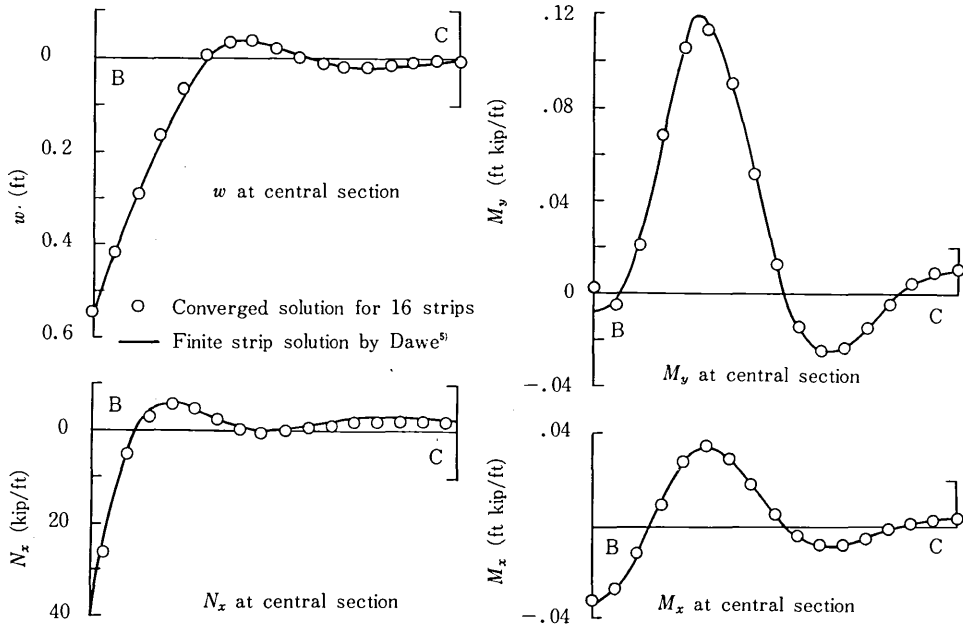 0
0.2
0.4
0.6
w (ft)
B
C
w at central section
Converged solution for 16 strips
Finite strip solution by Dawe⁵⁾
0
20
40
Nx (kip/ft)
B
C
Nx at central section
.12
.08
.04
0
-.04
My (ft kip/ft)
B
C
My at central section
.04
-.04
Mx (ft kip/ft)
B
C
Mx at central section